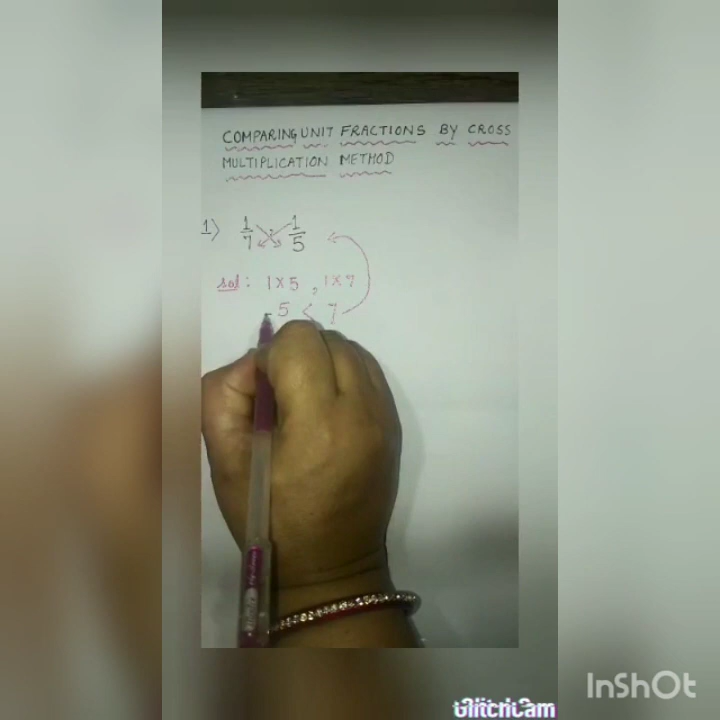 COMPARING UNIT FRACTIONS BY CROSS
MULTIPLICATION METHOD
1) 1/7 1/5
sol: 1×5 , 1×7
5 < 7
InShOt
GlitchCam